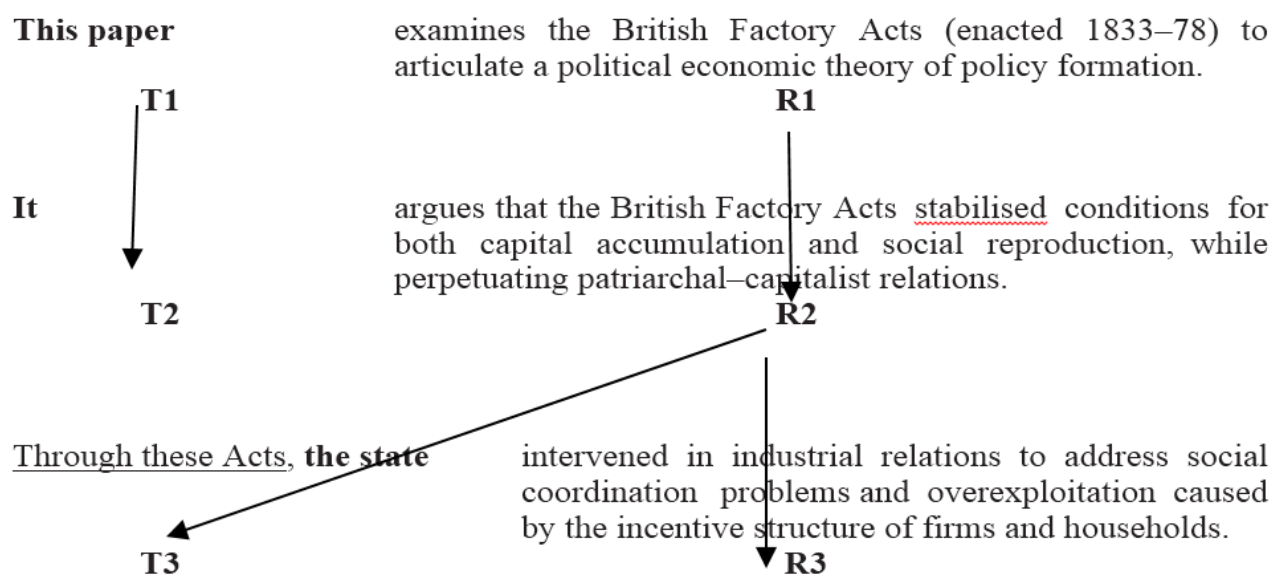 This paper examines the British Factory Acts (enacted 1833–78) to
articulate a political economic theory of policy formation.
T1 R1
It argues that the British Factory Acts stabilised conditions for
both capital accumulation and social reproduction, while
perpetuating patriarchal–capitalist relations.
T2 R2
Through these Acts, the state intervened in industrial relations to address social
coordination problems and overexploitation caused
by the incentive structure of firms and households.
T3 R3